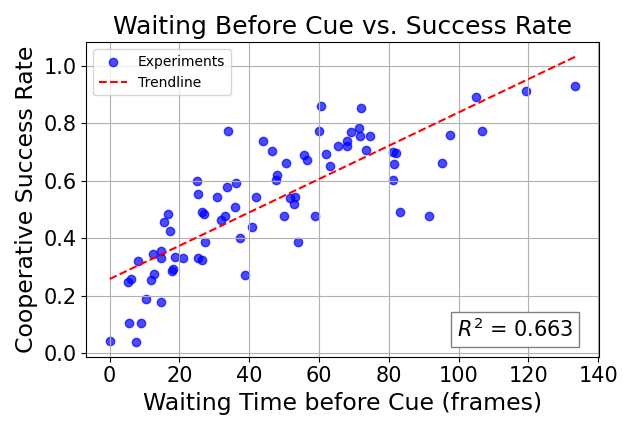 Waiting Before Cue vs. Success Rate
Cooperative Success Rate
1.0
0.8
0.6
0.4
0.2
0.0
Experiments
Trendline
R² = 0.663
0 20 40 60 80 100 120 140
Waiting Time before Cue (frames)